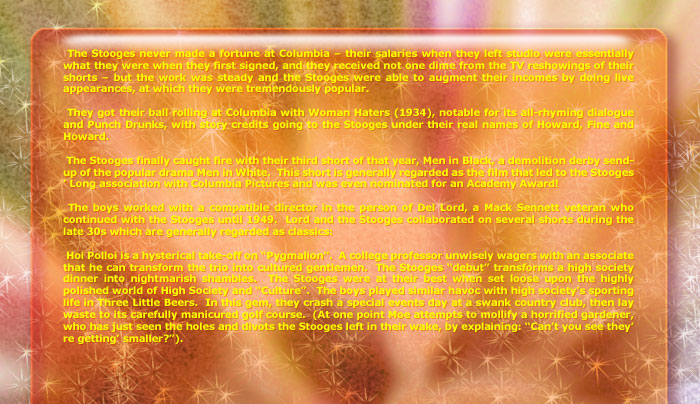 The Stooges never made a fortune at Columbia – their salaries when they left studio were essentially
what they were when they first signed, and they received not one dime from the TV reshowings of their
shorts – but the work was steady and the Stooges were able to augment their incomes by doing live
appearances, at which they were tremendously popular.
They got their ball rolling at Columbia with Woman Haters (1934), notable for its all-rhyming dialogue
and Punch Drunks, with story credits going to the Stooges under their real names of Howard, Fine and
Howard.
The Stooges finally caught fire with their third short of that year, Men in Black, a demolition derby send-
up of the popular drama Men in White.  This short is generally regarded as the film that led to the Stooges
' Long association with Columbia Pictures and was even nominated for an Academy Award!
The boys worked with a compatible director in the person of Del Lord, a Mack Sennett veteran who
continued with the Stooges until 1949.  Lord and the Stooges collaborated on several shorts during the
late 30s which are generally regarded as classics:
Hoi Polloi is a hysterical take-off on "Pygmalion".  A college professor unwisely wagers with an associate
that he can transform the trip into cultured gentlemen.  The Stooges "debut" transforms a high society
dinner into nightmarish shambles.  The Stooges were at their best when set loose upon the highly
polished world of High Society and "Culture".  The boys played similar havoc with high society's sporting
life in Three Little Beers.  In this gem, they crash a special events day at a swank country club, then lay
waste to its carefully manicured golf course.  (At one point Moe attempts to mollify a horrified gardener,
who has just seen the holes and divots the Stooges left in their wake, by explaining: "Can't you see they'
re getting' smaller?").